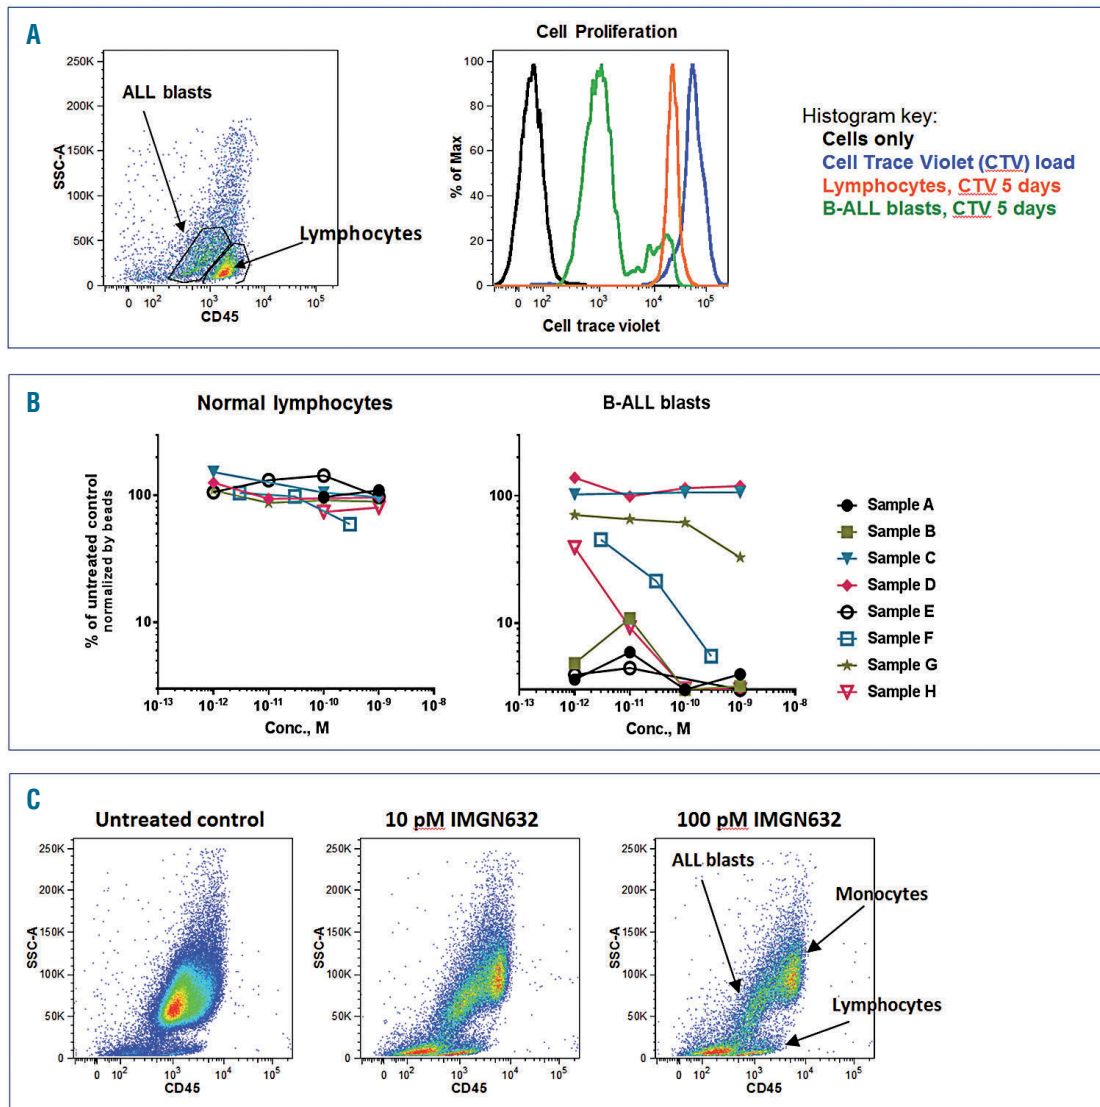 A
ALL blasts
Lymphocytes
250K
200K
150K
100K
50K
0
SSC-A
0 10² 10³ 10⁴ 10⁵
CD45
Cell Proliferation
100
80
60
40
20
0
% of Max
0 10² 10³ 10⁴ 10⁵
Cell trace violet
Histogram key:
Cells only
Cell Trace Violet (CTV) load
Lymphocytes, CTV 5 days
B-ALL blasts, CTV 5 days
B
Normal lymphocytes
% of untreated control
normalized by beads
100
10
10⁻¹³ 10⁻¹² 10⁻¹¹ 10⁻¹⁰ 10⁻⁹ 10⁻⁸
Conc., M
B-ALL blasts
100
10
10⁻¹³ 10⁻¹² 10⁻¹¹ 10⁻¹⁰ 10⁻⁹ 10⁻⁸
Conc., M
Sample A
Sample B
Sample C
Sample D
Sample E
Sample F
Sample G
Sample H
C
Untreated control
250K
200K
150K
100K
50K
0
SSC-A
0 10² 10³ 10⁴ 10⁵
CD45
10 pM IMGN632
250K
200K
150K
100K
50K
0
SSC-A
0 10² 10³ 10⁴ 10⁵
CD45
100 pM IMGN632
ALL blasts
Monocytes
Lymphocytes
250K
200K
150K
100K
50K
0
SSC-A
0 10² 10³ 10⁴ 10⁵
CD45